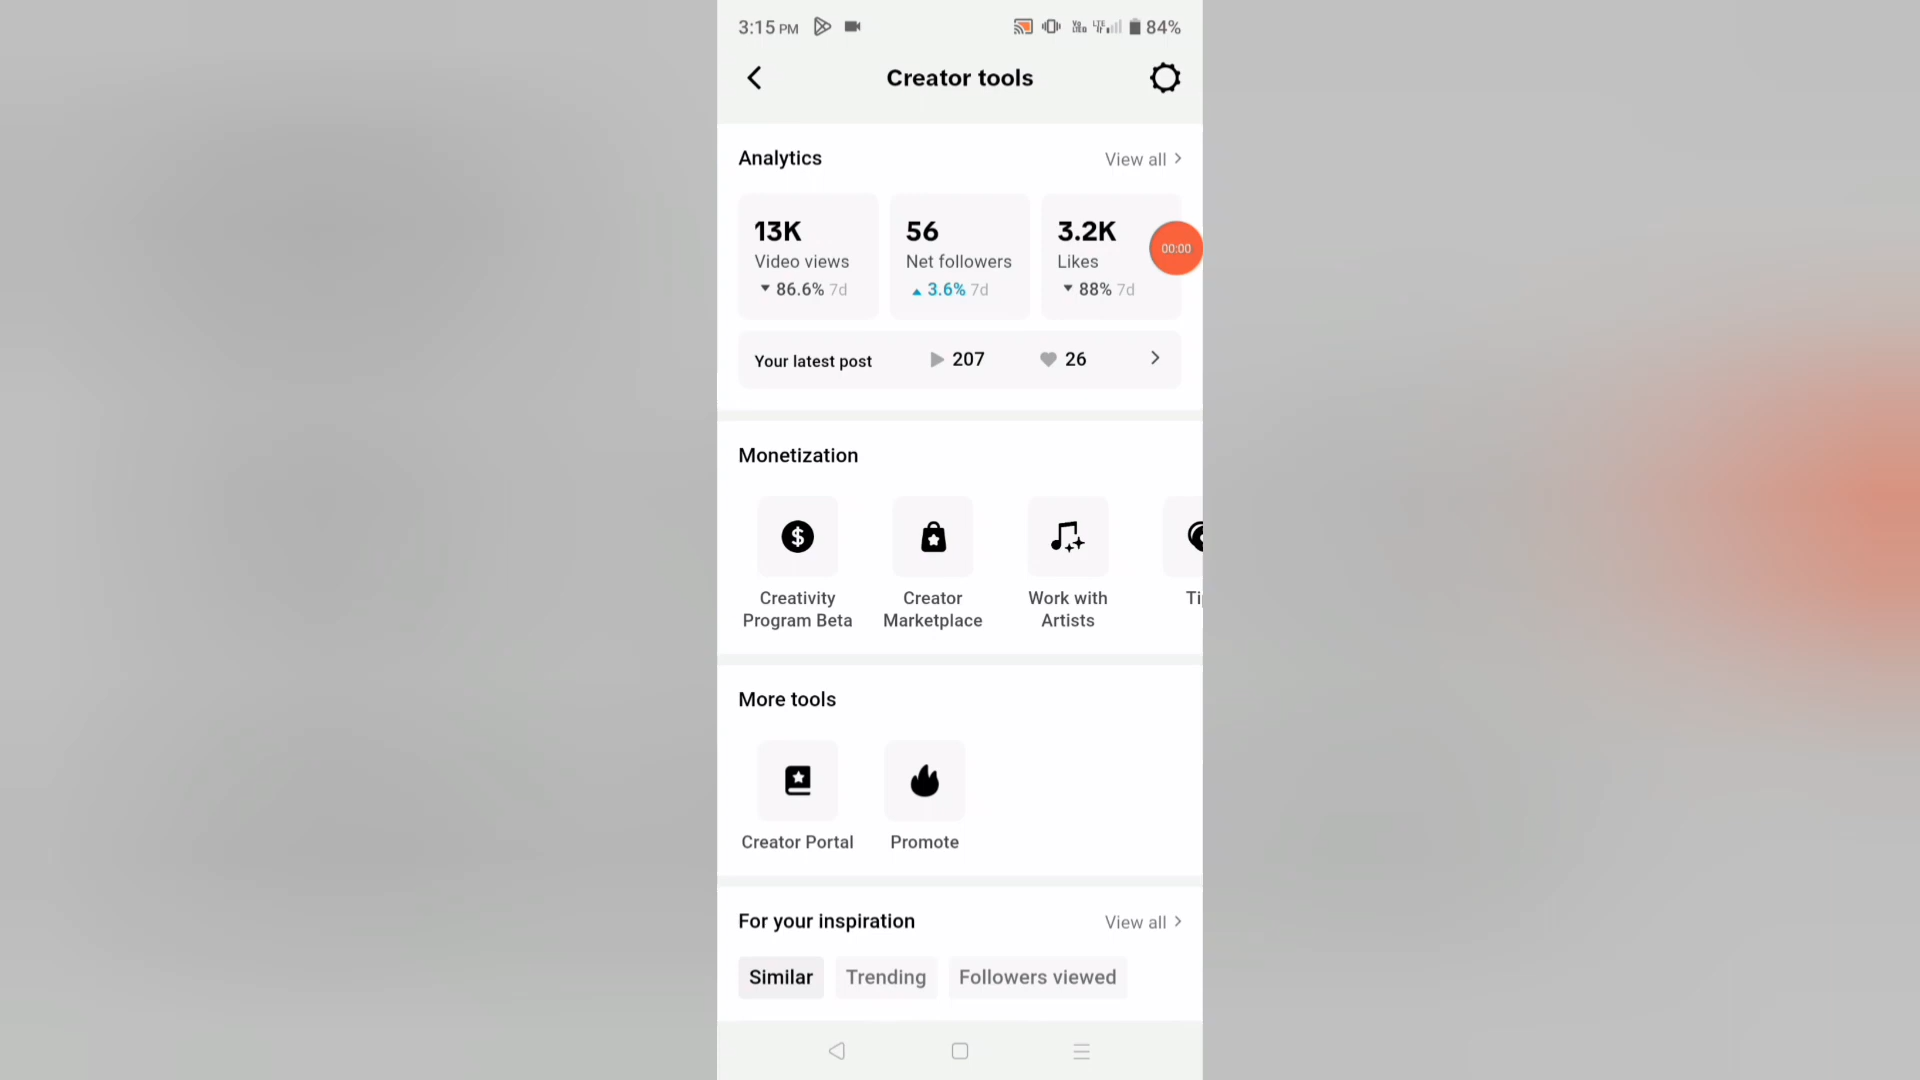 3:15 PM 84%
Creator tools
Analytics View all
13K 56 3.2K
Video views Net followers Likes
86.6% 7d 3.6% 7d 88% 7d
00:00
Your latest post 207 26
Monetization
Creativity Creator Work with
Program Beta Marketplace Artists
More tools
Creator Portal Promote
For your inspiration View all
Similar Trending Followers viewed